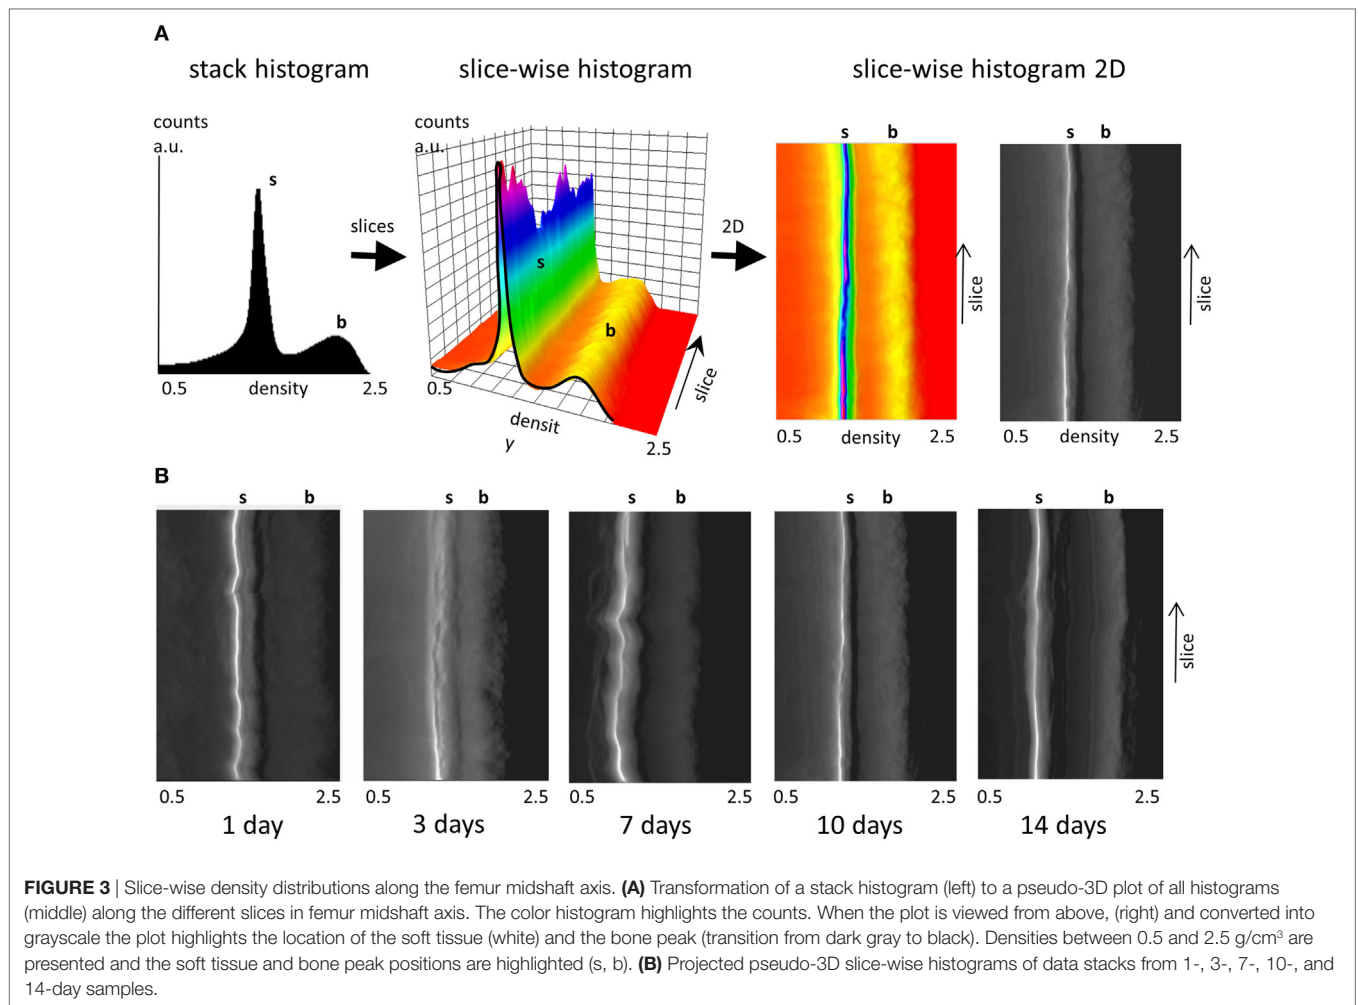 A
stack histogram
slice-wise histogram
slice-wise histogram 2D
counts
a.u.
s
b
0.5
density
2.5
slices
counts
a.u.
s
b
0.5
densit
y
2.5
slice
2D
s b
slice
0.5 density 2.5
s b
slice
0.5 density 2.5
B
s b
0.5 2.5
1 day
s b
0.5 2.5
3 days
s b
0.5 2.5
7 days
s b
0.5 2.5
10 days
s b
0.5 2.5
14 days
slice
FIGURE 3 | Slice-wise density distributions along the femur midshaft axis. (A) Transformation of a stack histogram (left) to a pseudo-3D plot of all histograms
(middle) along the different slices in femur midshaft axis. The color histogram highlights the counts. When the plot is viewed from above, (right) and converted into
grayscale the plot highlights the location of the soft tissue (white) and the bone peak (transition from dark gray to black). Densities between 0.5 and 2.5 g/cm³ are
presented and the soft tissue and bone peak positions are highlighted (s, b). (B) Projected pseudo-3D slice-wise histograms of data stacks from 1-, 3-, 7-, 10-, and
14-day samples.